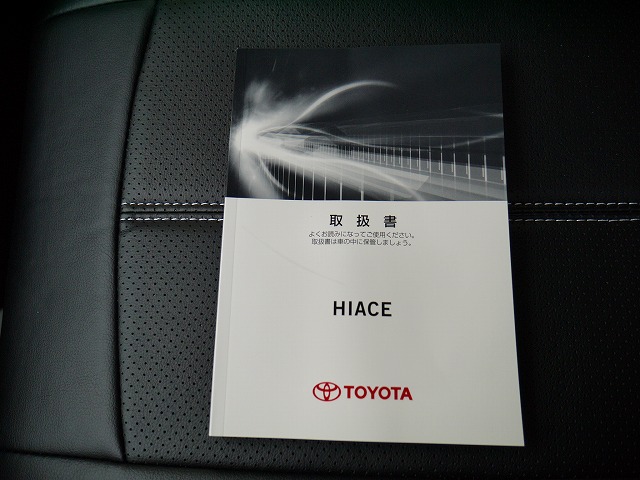 取扱書
よくお読みになってご使用ください。
取扱書は車の中に保管しましょう。
HIACE
TOYOTA